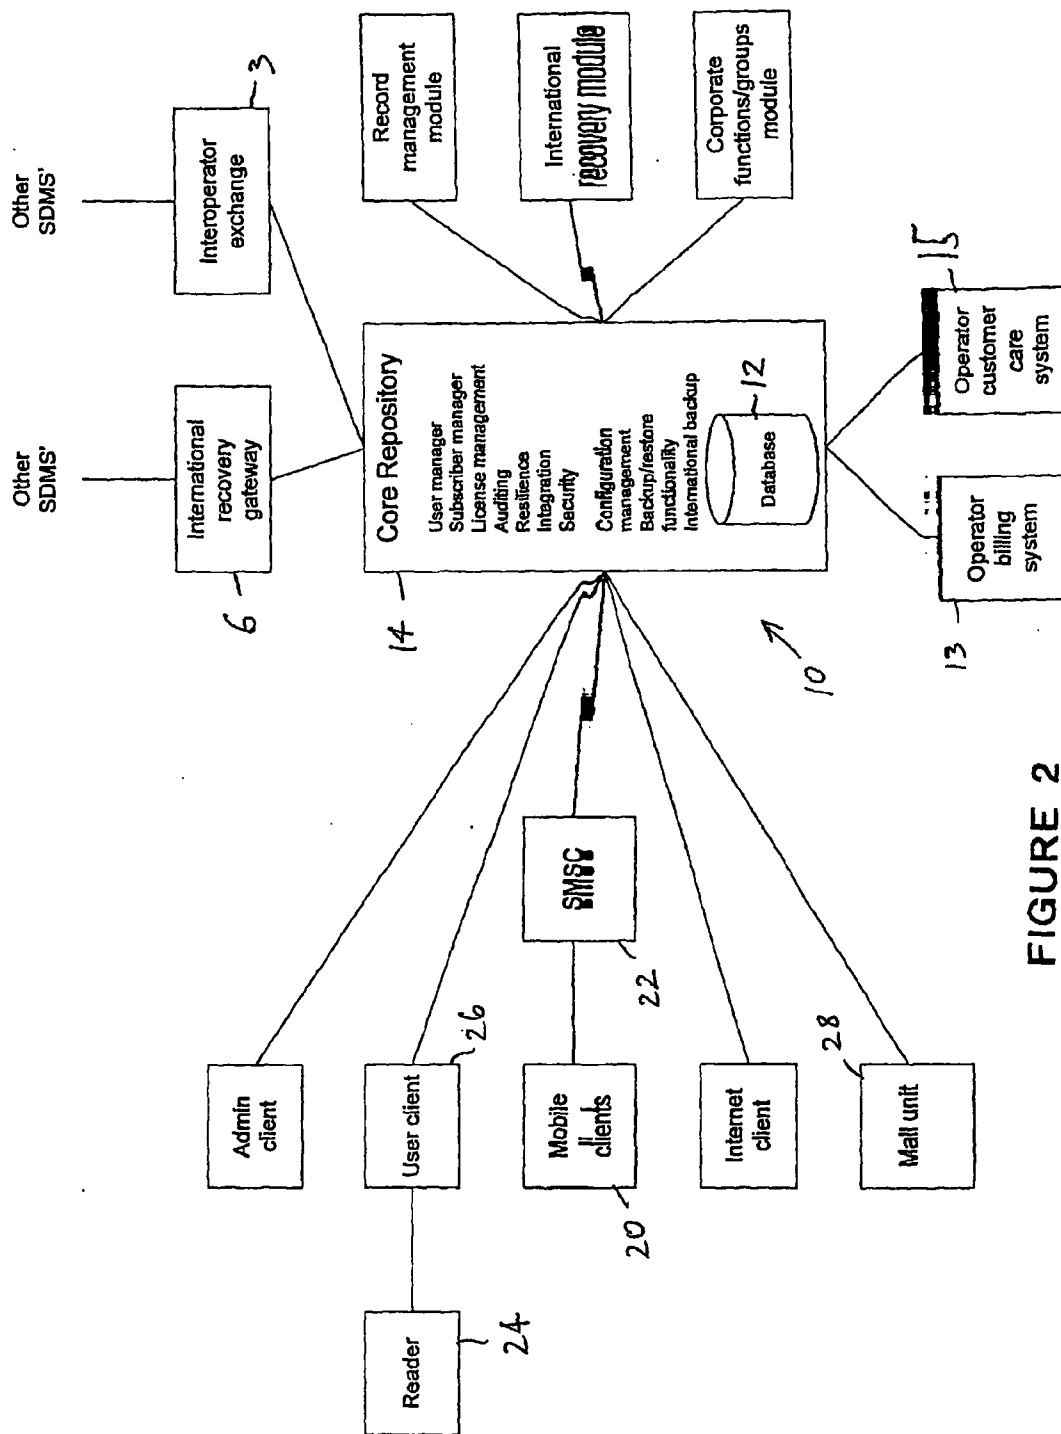 Other
SDMS'
Other
SDMS'
International
recovery
gateway
6
Interoperator
exchange
3
Reader
24
Admin
client
User client
26
Mobile
clients
20
Internet
client
Mall unit
28
SMSC
22
14
Core Repository
User manager
Subscriber manager
License management
Auditing
Resilience
Integration
Security
Configuration
management
Backup/restore
functionality
International backup
Database
12
10
Record
management
module
International
recovery module
Corporate
functions/groups
module
Operator
billing
system
13
Operator
customer
care
system
15
FIGURE 2